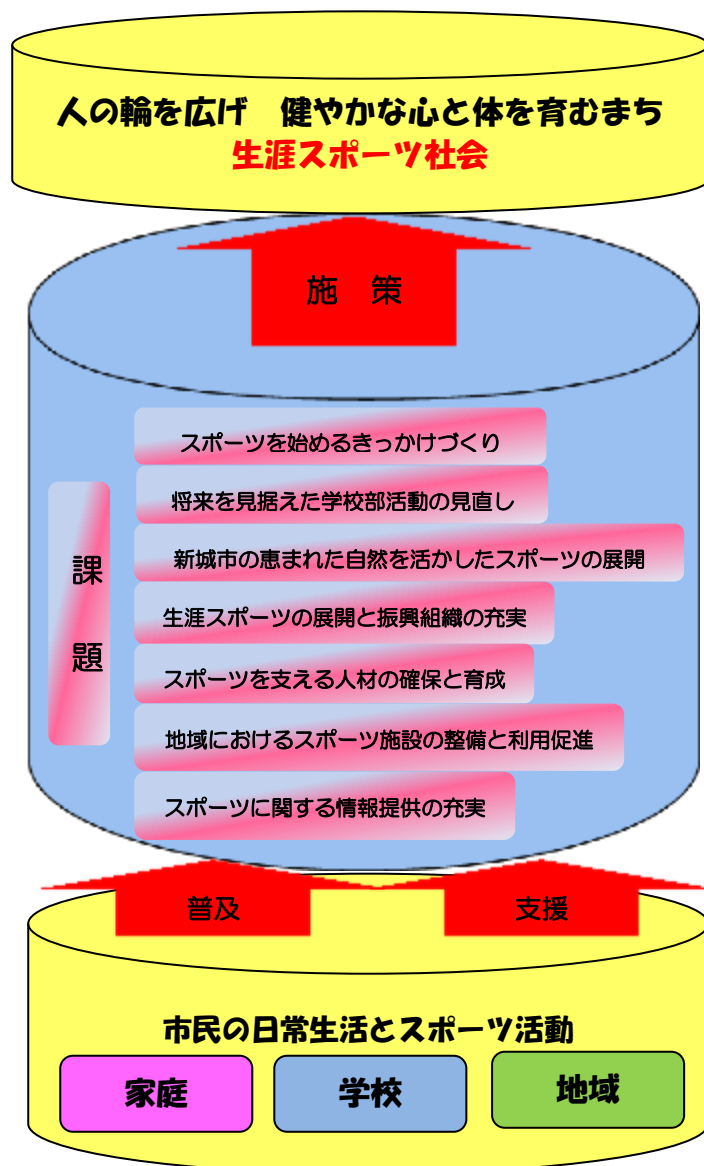 人の輪を広げ　健やかな心と体を育むまち
生涯スポーツ社会
施　策
課題
スポーツを始めるきっかけづくり
将来を見据えた学校部活動の見直し
新城市の恵まれた自然を活かしたスポーツの展開
生涯スポーツの展開と振興組織の充実
スポーツを支える人材の確保と育成
地域におけるスポーツ施設の整備と利用促進
スポーツに関する情報提供の充実
普及
支援
市民の日常生活とスポーツ活動
家庭
学校
地域